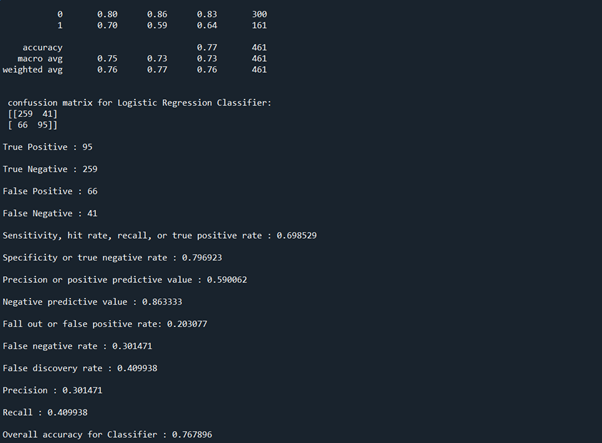 0 0.80 0.86 0.83 300
1 0.70 0.59 0.64 161
accuracy 0.77 461
macro avg 0.75 0.73 0.73 461
weighted avg 0.76 0.77 0.76 461
confussion matrix for Logistic Regression Classifier:
[[259 41]
[ 66 95]]
True Positive : 95
True Negative : 259
False Positive : 66
False Negative : 41
Sensitivity, hit rate, recall, or true positive rate : 0.698529
Specificity or true negative rate : 0.796923
Precision or positive predictive value : 0.590062
Negative predictive value : 0.863333
Fall out or false positive rate: 0.203077
False negative rate : 0.301471
False discovery rate : 0.409938
Precision : 0.301471
Recall : 0.409938
Overall accuracy for Classifier : 0.767896